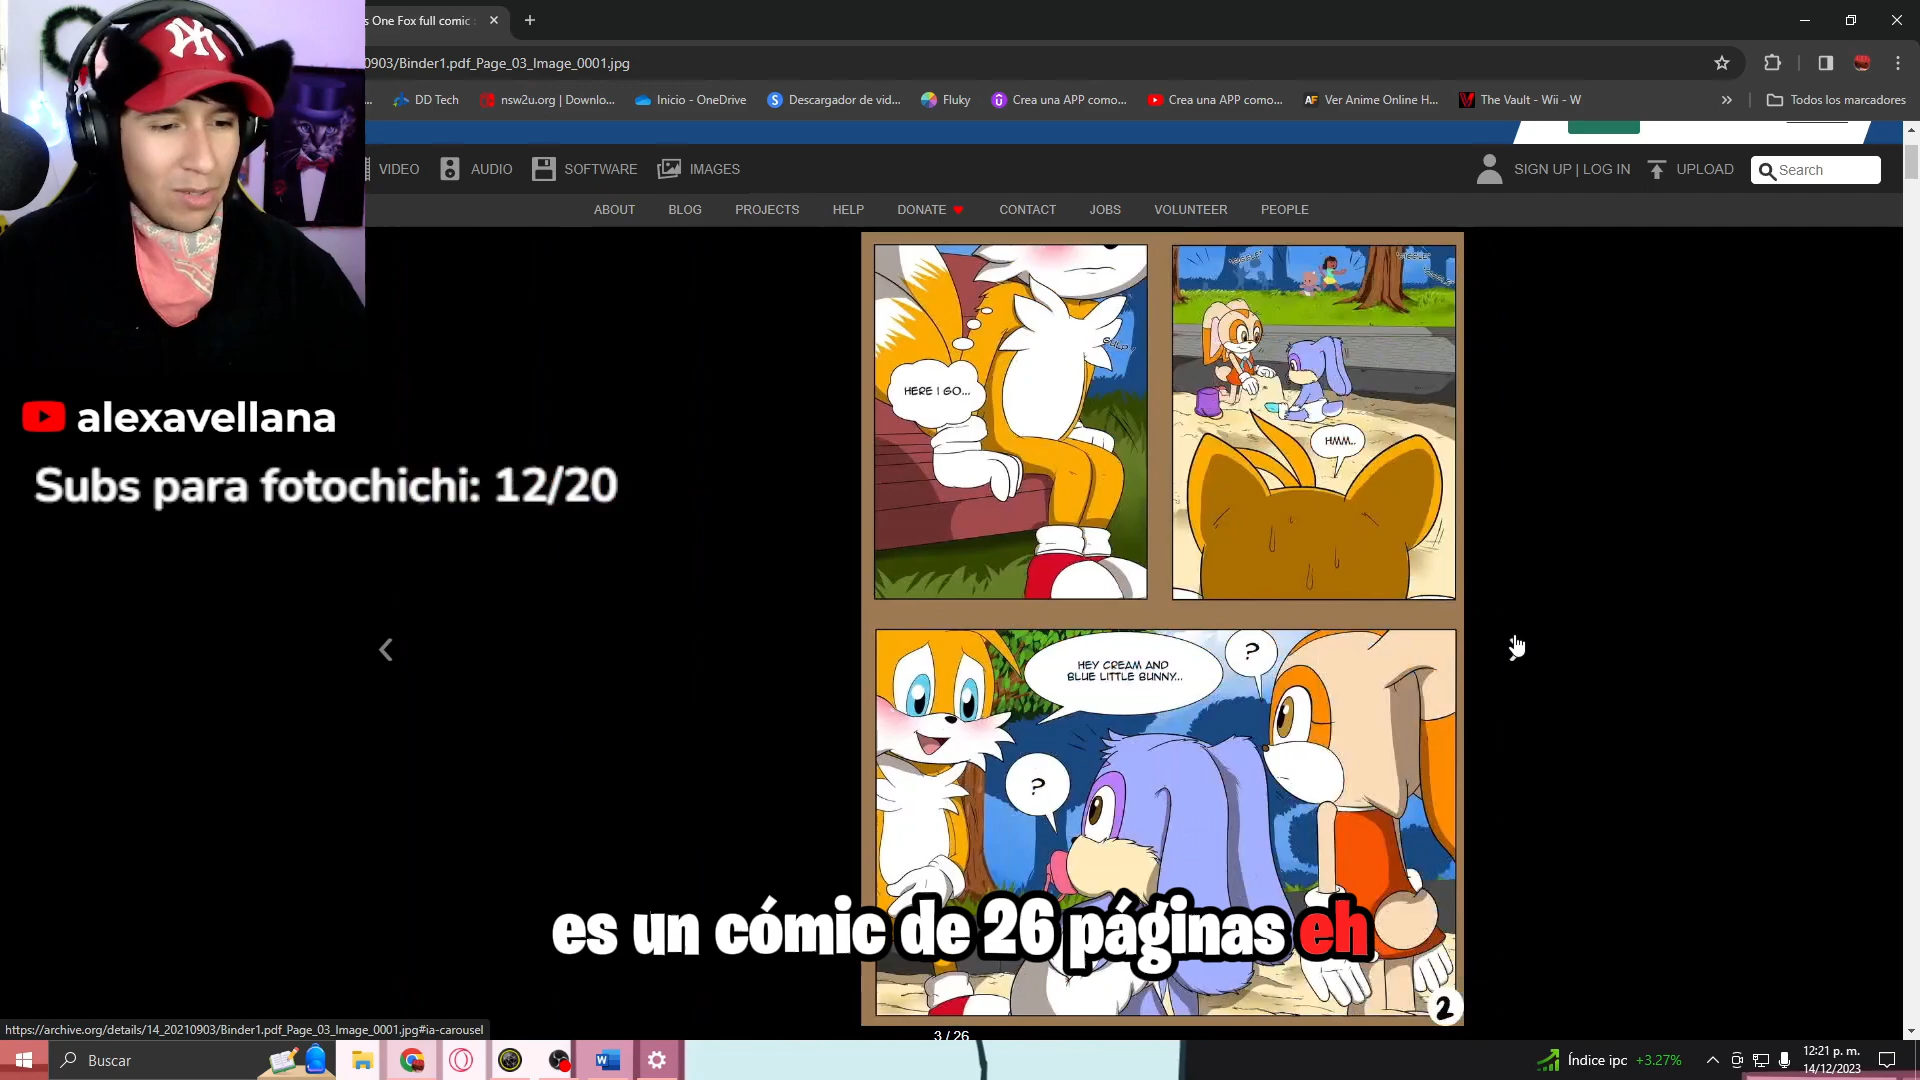 s One Fox full comic
0903/Binder1.pdf_Page_03_Image_0001.jpg
DD Tech
nsw2u.org | Downlo...
Inicio - OneDrive
Descargador de vid...
Fluky
Crea una APP como...
Crea una APP como...
Ver Anime Online H...
The Vault - Wii - W
Todos los marcadores
VIDEO
AUDIO
SOFTWARE
IMAGES
SIGN UP | LOG IN
UPLOAD
Search
ABOUT
BLOG
PROJECTS
HELP
DONATE
CONTACT
JOBS
VOLUNTEER
PEOPLE
HERE I GO...
HMM..
alexavellana
Subs para fotochichi: 12/20
HEY CREAM AND
BLUE LITTLE BUNNY...
?
?
es un cómic de 26 páginas eh
2
3 / 26
https://archive.org/details/14_20210903/Binder1.pdf_Page_03_Image_0001.jpg#ia-carousel
Buscar
Índice ipc +3.27%
12:21 p. m.
14/12/2023